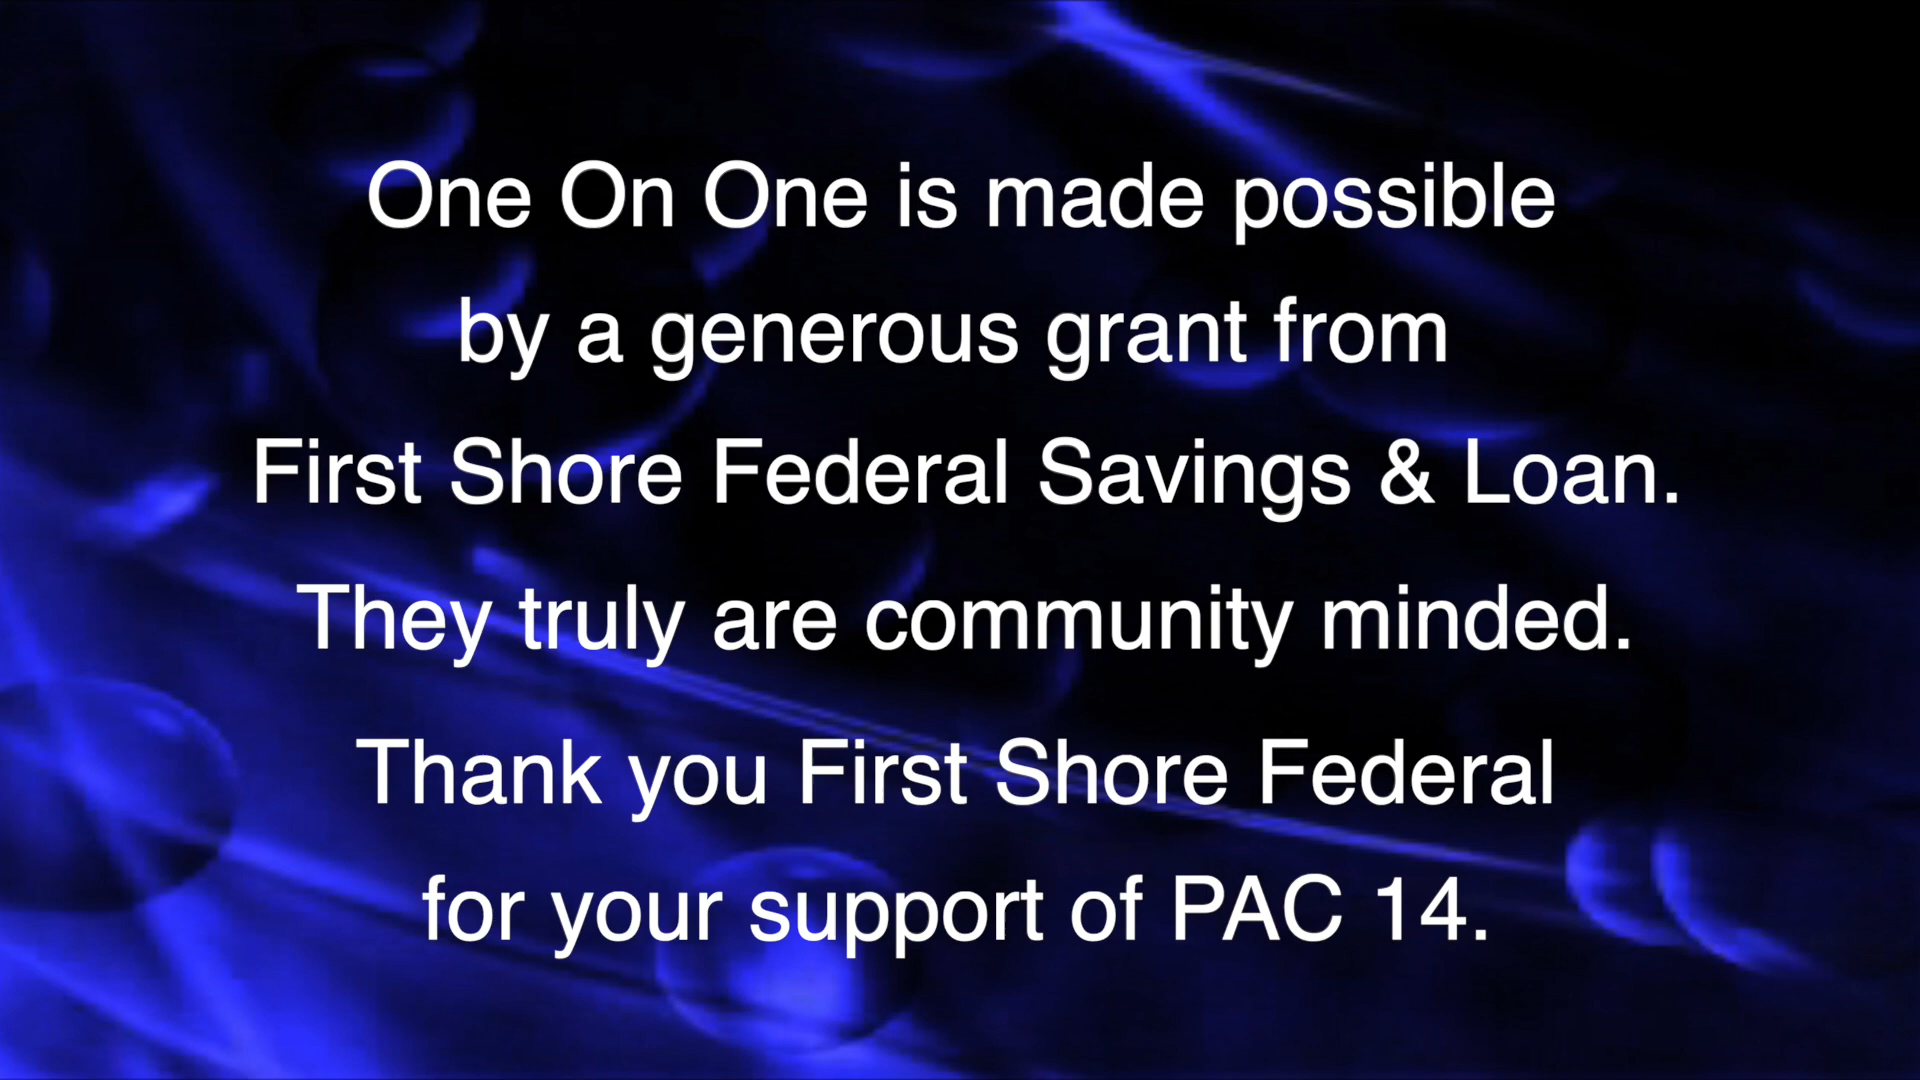 One On One is made possible
by a generous grant from
First Shore Federal Savings & Loan.
They truly are community minded.
Thank you First Shore Federal
for your support of PAC 14.